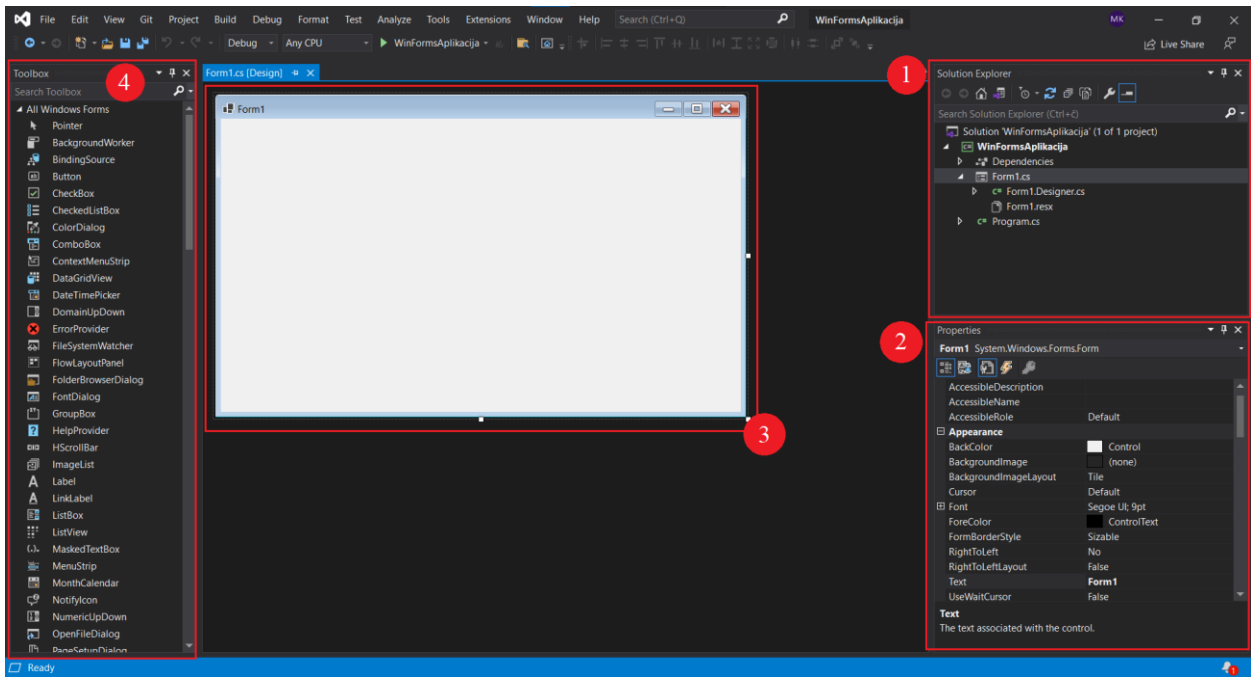 File Edit View Git Project Build Debug Format Test Analyze Tools Extensions Window Help Search (Ctrl+Q) WinFormsAplikacija MK
Debug Any CPU WinFormsAplikacija Live Share
Toolbox
4
Search Toolbox
All Windows Forms
Pointer
BackgroundWorker
BindingSource
Button
CheckBox
CheckedListBox
ColorDialog
ComboBox
ContextMenuStrip
DataGridView
DateTimePicker
DomainUpDown
ErrorProvider
FileSystemWatcher
FlowLayoutPanel
FolderBrowserDialog
FontDialog
GroupBox
HelpProvider
HScrollBar
ImageList
Label
LinkLabel
ListBox
ListView
MaskedTextBox
MenuStrip
MonthCalendar
NotifyIcon
NumericUpDown
OpenFileDialog
PageSetupDialog
Form1.cs [Design]
Form1
3
1
Solution Explorer
Search Solution Explorer (Ctrl+č)
Solution 'WinFormsAplikacija' (1 of 1 project)
WinFormsAplikacija
Dependencies
Form1.cs
Form1.Designer.cs
Form1.resx
Program.cs
2
Properties
Form1 System.Windows.Forms.Form
AccessibleDescription
AccessibleName
AccessibleRole Default
Appearance
BackColor Control
BackgroundImage (none)
BackgroundImageLayout Tile
Cursor Default
Font Segoe UI; 9pt
ForeColor ControlText
FormBorderStyle Sizable
RightToLeft No
RightToLeftLayout False
Text Form1
UseWaitCursor False
Text
The text associated with the control.
Ready 1